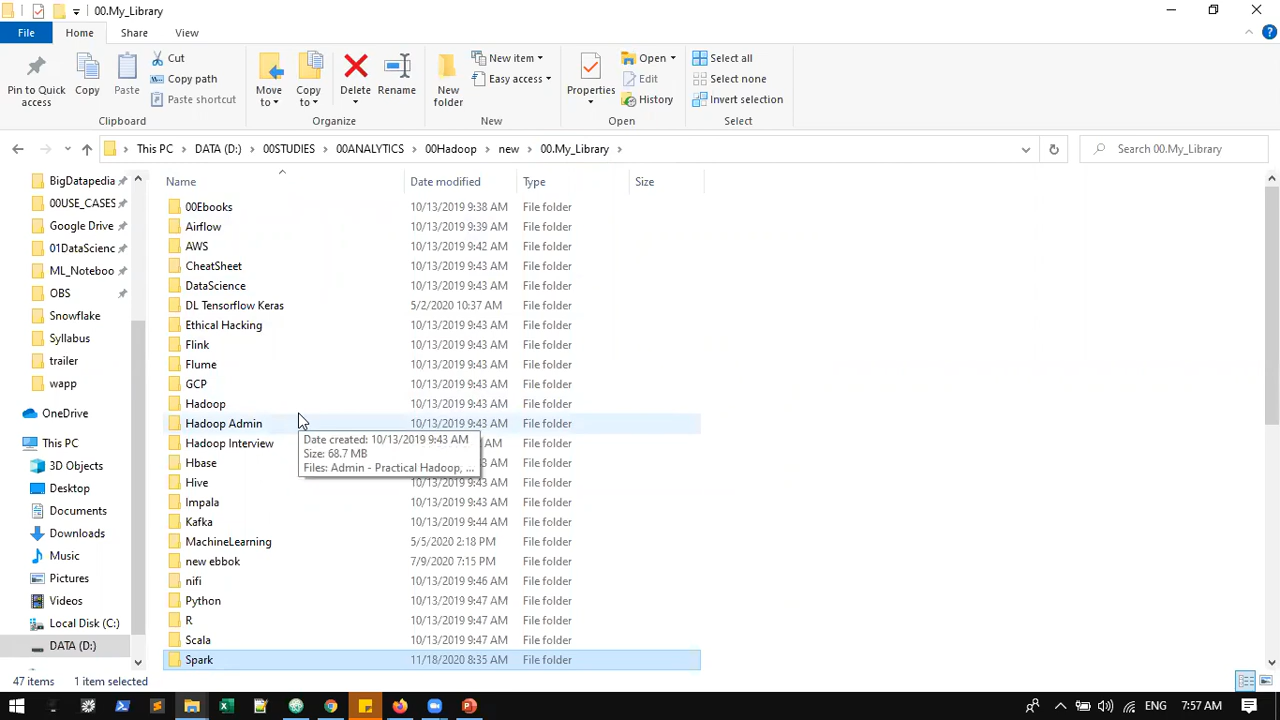 00.My_Library
File Home Share View
Pin to Quick access
Copy
Paste
Cut
Copy path
Paste shortcut
Clipboard
Move to
Copy to
Delete
Rename
Organize
New folder
New item
Easy access
New
Properties
Open
Edit
History
Open
Select all
Select none
Invert selection
Select
This PC DATA (D:) 00STUDIES 00ANALYTICS 00Hadoop new 00.My_Library
Search 00.My_Library
BigDatapedia
00USE_CASES
Google Drive
01DataScienc
ML_Noteboo
OBS
Snowflake
Syllabus
trailer
wapp
OneDrive
This PC
3D Objects
Desktop
Documents
Downloads
Music
Pictures
Videos
Local Disk (C:)
DATA (D:)
Name Date modified Type Size
00Ebooks 10/13/2019 9:38 AM File folder
Airflow 10/13/2019 9:39 AM File folder
AWS 10/13/2019 9:42 AM File folder
CheatSheet 10/13/2019 9:43 AM File folder
DataScience 10/13/2019 9:43 AM File folder
DL Tensorflow Keras 5/2/2020 10:37 AM File folder
Ethical Hacking 10/13/2019 9:43 AM File folder
Flink 10/13/2019 9:43 AM File folder
Flume 10/13/2019 9:43 AM File folder
GCP 10/13/2019 9:43 AM File folder
Hadoop 10/13/2019 9:43 AM File folder
Hadoop Admin 10/13/2019 9:43 AM File folder
Hadoop Interview AM File folder
Hbase AM File folder
Hive 10/13/2019 9:43 AM File folder
Impala 10/13/2019 9:43 AM File folder
Kafka 10/13/2019 9:44 AM File folder
MachineLearning 5/5/2020 2:18 PM File folder
new ebbok 7/9/2020 7:15 PM File folder
nifi 10/13/2019 9:46 AM File folder
Python 10/13/2019 9:47 AM File folder
R 10/13/2019 9:47 AM File folder
Scala 10/13/2019 9:47 AM File folder
Spark 11/18/2020 8:35 AM File folder
Date created: 10/13/2019 9:43 AM
Size: 68.7 MB
Files: Admin - Practical Hadoop, ...
47 items 1 item selected
ENG 7:57 AM